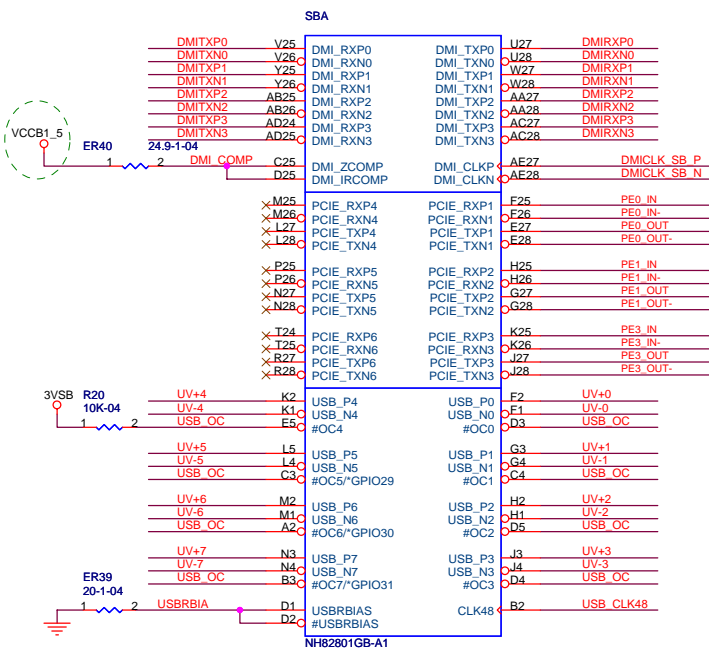 SBA
DMITXP0 V25 DMI_RXP0 DMI_TXP0 U27 DMIRXP0
DMITXN0 V26 DMI_RXN0 DMI_TXN0 U28 DMIRXN0
DMITXP1 Y25 DMI_RXP1 DMI_TXP1 W27 DMIRXP1
DMITXN1 Y26 DMI_RXN1 DMI_TXN1 W28 DMIRXN1
DMITXP2 AB25 DMI_RXP2 DMI_TXP2 AA27 DMIRXP2
DMITXN2 AB26 DMI_RXN2 DMI_TXN2 AA28 DMIRXN2
DMITXP3 AD24 DMI_RXP3 DMI_TXP3 AC27 DMIRXP3
DMITXN3 AD25 DMI_RXN3 DMI_TXN3 AC28 DMIRXN3
VCCB1_5
ER40 24.9-1-04
1 2 DMI_COMP C25 DMI_ZCOMP DMI_CLKP AE27 DMICLK_SB_P
D25 DMI_IRCOMP DMI_CLKN AE28 DMICLK_SB_N
M25 PCIE_RXP4 PCIE_RXP1 F25 PE0_IN
M26 PCIE_RXN4 PCIE_RXN1 F26 PE0_IN-
L27 PCIE_TXP4 PCIE_TXP1 E27 PE0_OUT
L28 PCIE_TXN4 PCIE_TXN1 E28 PE0_OUT-
P25 PCIE_RXP5 PCIE_RXP2 H25 PE1_IN
P26 PCIE_RXN5 PCIE_RXN2 H26 PE1_IN-
N27 PCIE_TXP5 PCIE_TXP2 G27 PE1_OUT
N28 PCIE_TXN5 PCIE_TXN2 G28 PE1_OUT-
T24 PCIE_RXP6 PCIE_RXP3 K25 PE3_IN
T25 PCIE_RXN6 PCIE_RXN3 K26 PE3_IN-
R27 PCIE_TXP6 PCIE_TXP3 J27 PE3_OUT
R28 PCIE_TXN6 PCIE_TXN3 J28 PE3_OUT-
3VSB R20
10K-04
UV+4 K2 USB_P4 USB_P0 F2 UV+0
UV-4 K1 USB_N4 USB_N0 F1 UV-0
1 2 USB_OC E5 #OC4 #OC0 D3 USB_OC
UV+5 L5 USB_P5 USB_P1 G3 UV+1
UV-5 L4 USB_N5 USB_N1 G4 UV-1
USB_OC C3 #OC5/*GPIO29 #OC1 C4 USB_OC
UV+6 M2 USB_P6 USB_P2 H2 UV+2
UV-6 M1 USB_N6 USB_N2 H1 UV-2
USB_OC A2 #OC6/*GPIO30 #OC2 D5 USB_OC
UV+7 N3 USB_P7 USB_P3 J3 UV+3
UV-7 N4 USB_N7 USB_N3 J4 UV-3
USB_OC B3 #OC7/*GPIO31 #OC3 D4 USB_OC
ER39
20-1-04
1 2 USBRBIA D1 USBRBIAS CLK48 B2 USB_CLK48
D2 #USBRBIAS
NH82801GB-A1